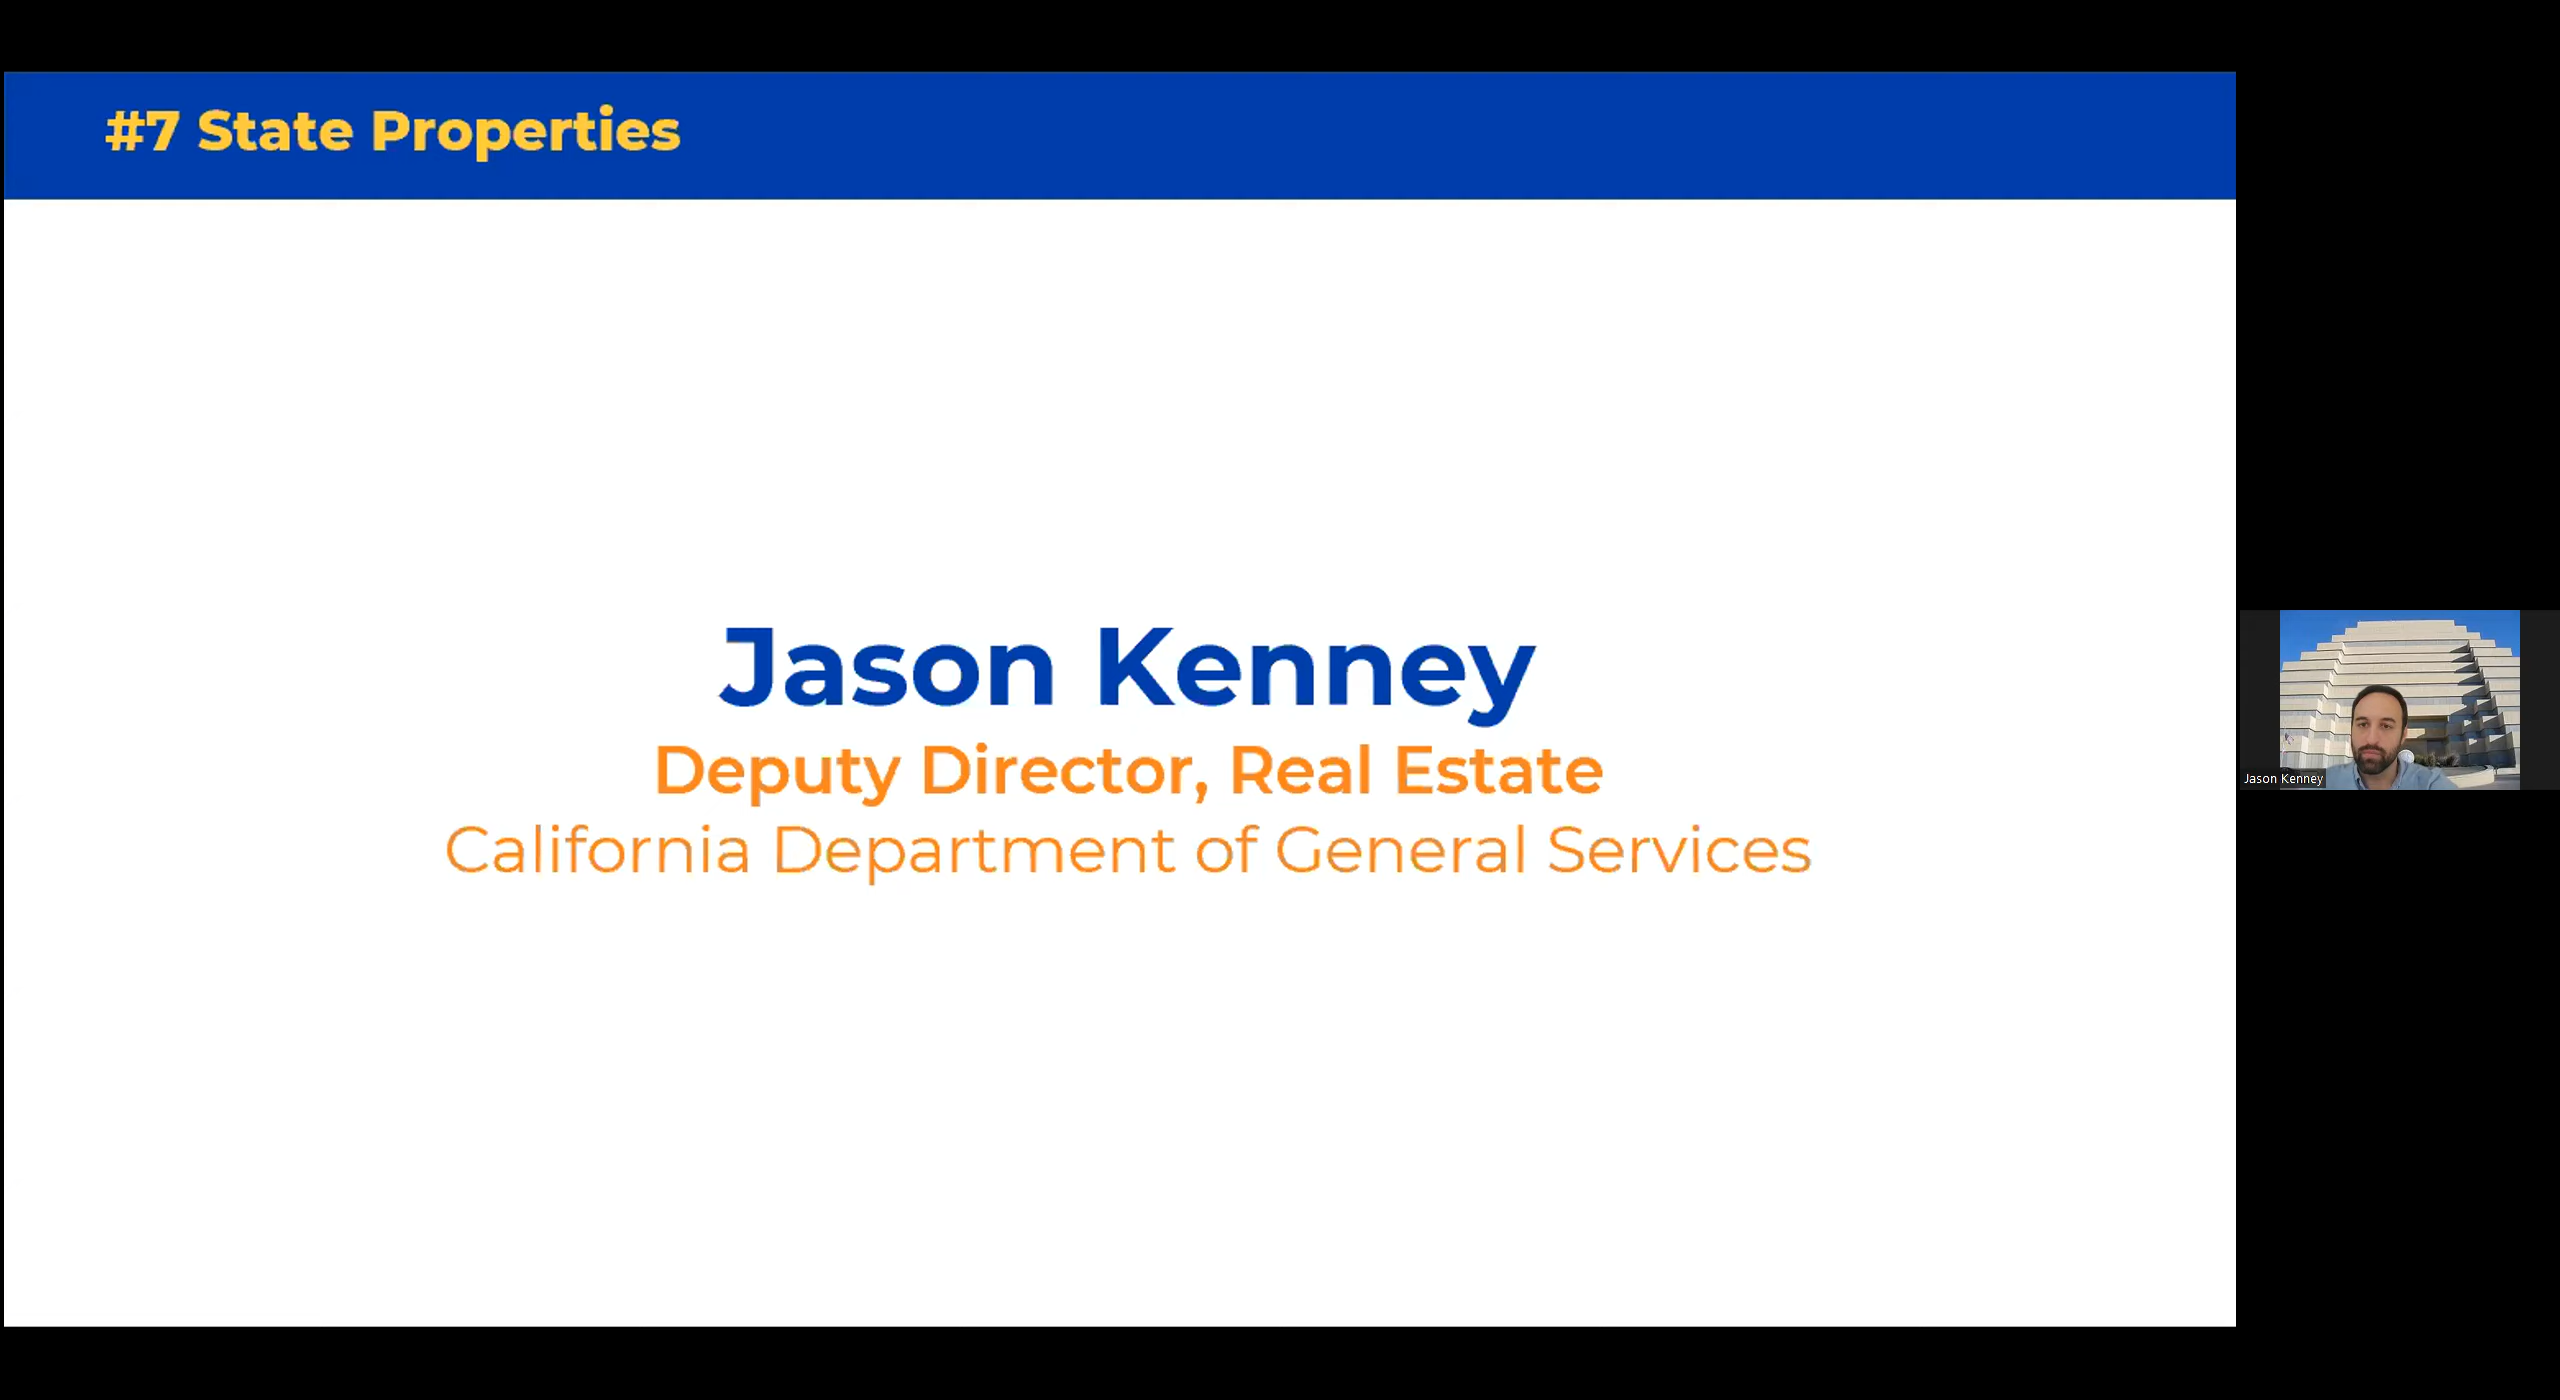 #7 State Properties
Jason Kenney
Deputy Director, Real Estate
California Department of General Services
Jason Kenney